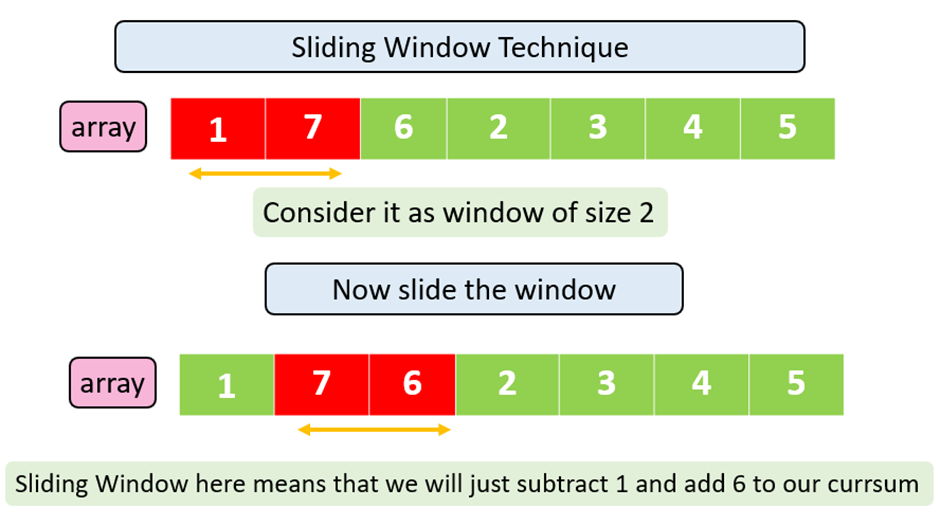 Sliding Window Technique
array 1 7 6 2 3 4 5
Consider it as window of size 2
Now slide the window
array 1 7 6 2 3 4 5
Sliding Window here means that we will just subtract 1 and add 6 to our currsum